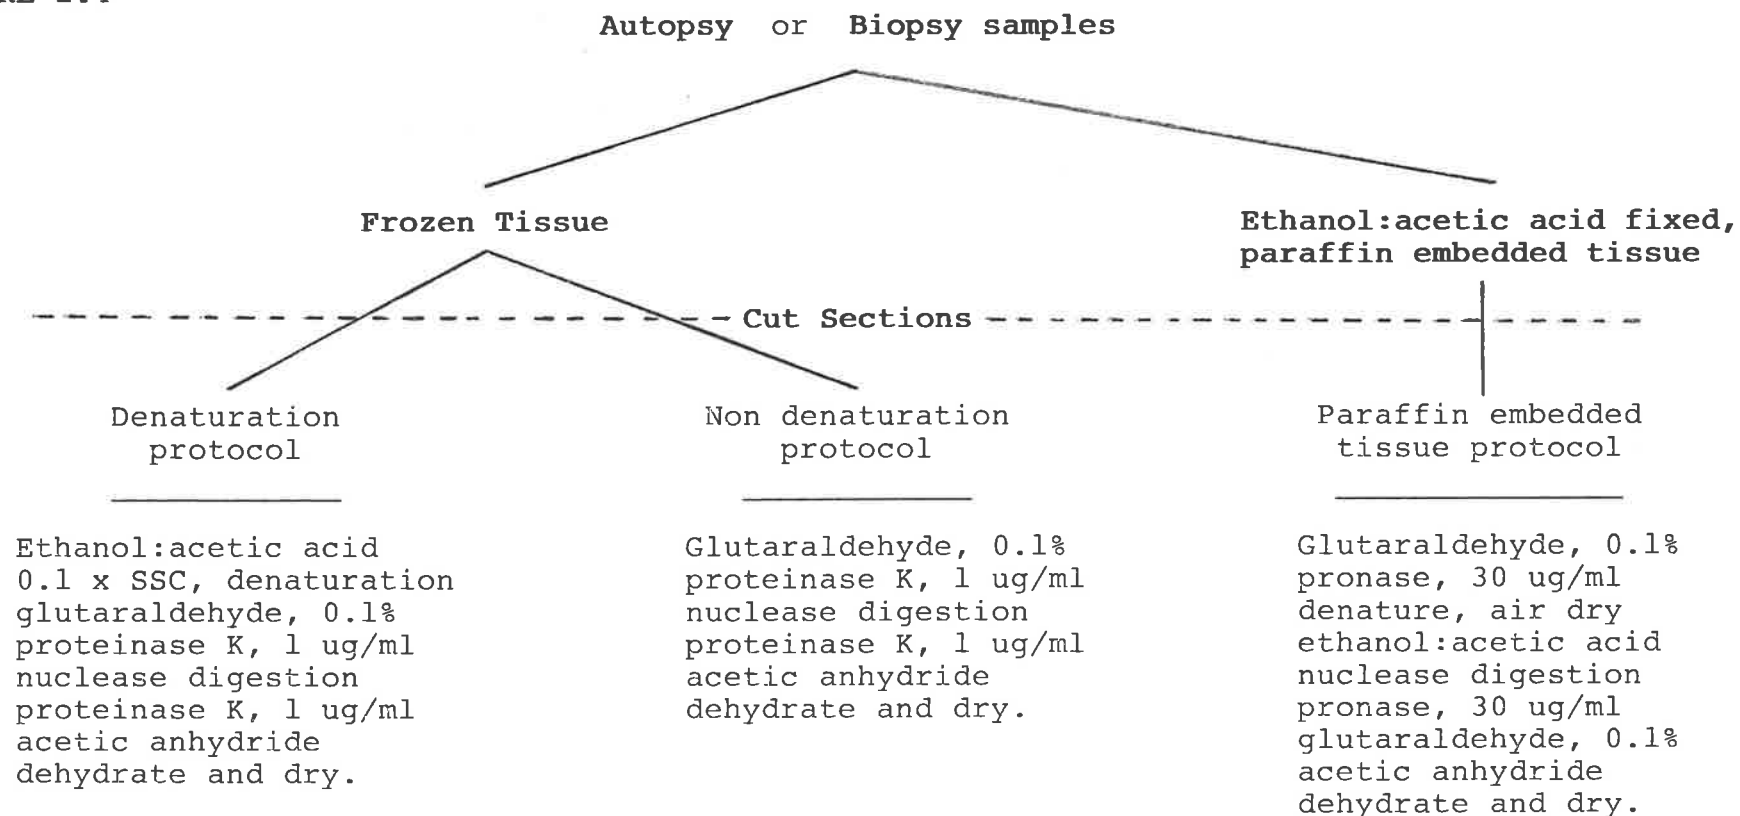 Autopsy or Biopsy samples
Frozen Tissue
Ethanol:acetic acid fixed,
paraffin embedded tissue
Cut Sections
Denaturation
protocol
Non denaturation
protocol
Paraffin embedded
tissue protocol
Ethanol:acetic acid
0.1 x SSC, denaturation
glutaraldehyde, 0.1%
proteinase K, 1 ug/ml
nuclease digestion
proteinase K, 1 ug/ml
acetic anhydride
dehydrate and dry.
Glutaraldehyde, 0.1%
proteinase K, 1 ug/ml
nuclease digestion
proteinase K, 1 ug/ml
acetic anhydride
dehydrate and dry.
Glutaraldehyde, 0.1%
pronase, 30 ug/ml
denature, air dry
ethanol:acetic acid
nuclease digestion
pronase, 30 ug/ml
glutaraldehyde, 0.1%
acetic anhydride
dehydrate and dry.